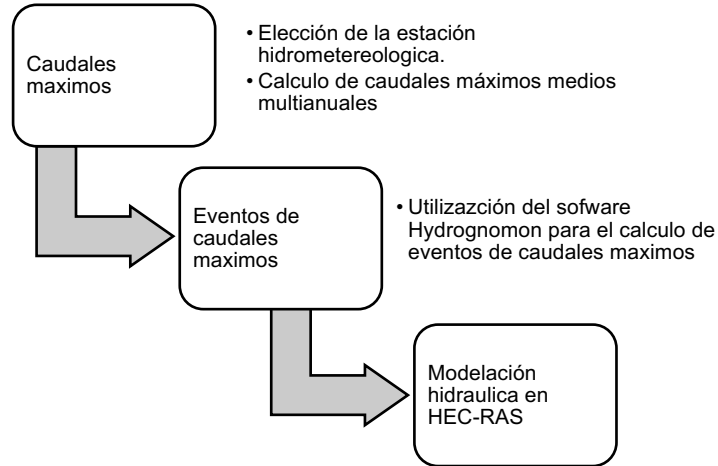 Caudales
maximos
• Elección de la estación
hidrometereologica.
• Calculo de caudales máximos medios
multianuales
Eventos de
caudales
maximos
• Utilizazción del sofware
Hydrognomon para el calculo de
eventos de caudales maximos
Modelación
hidraulica en
HEC-RAS